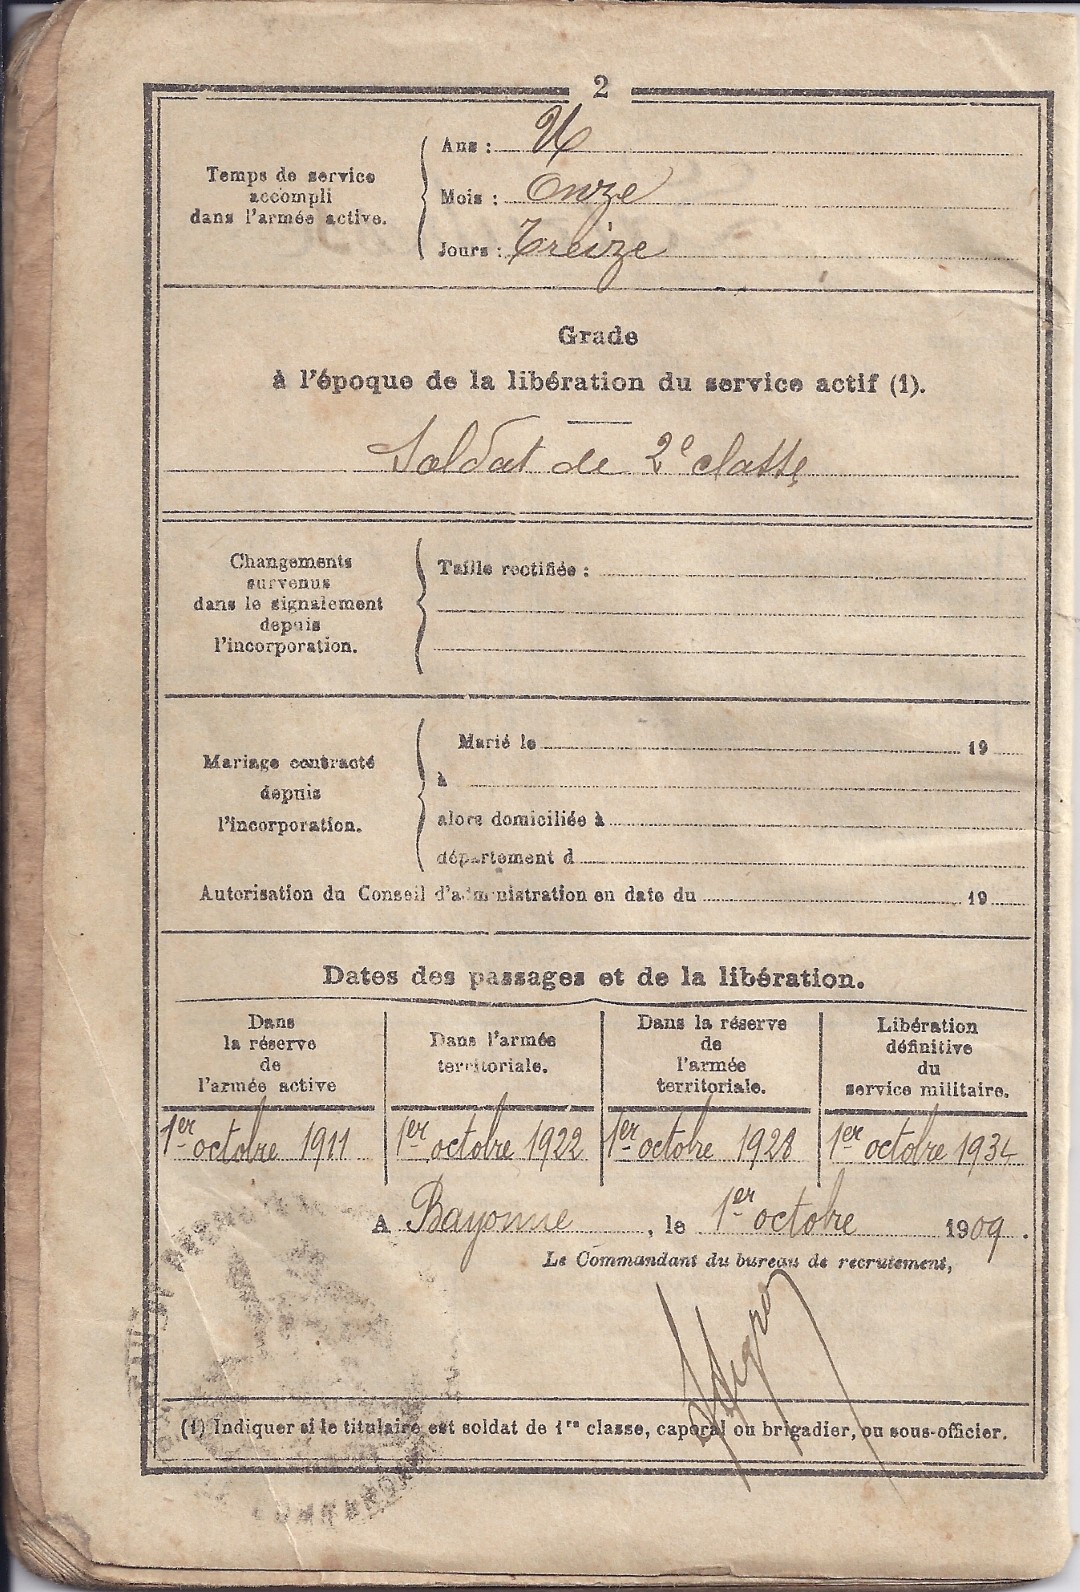 2
Temps de service
accompli
dans l'armée active.
Ans :
Mois : Onze
Jours : Treize
Grade
à l'époque de la libération du service actif (1).
Soldat de 2e classe
Changements
survenus
dans le signalement
depuis
l'incorporation.
Taille rectifiée :
Mariage contracté
depuis
l'incorporation.
Marié le 19
à
alors domiciliée à
département d
Autorisation du Conseil d'administration en date du 19
Dates des passages et de la libération.
Dans
la réserve
de
l'armée active
1er octobre 1911
Dans l'armée
territoriale.
1er octobre 1922
Dans la réserve
de
l'armée
territoriale.
1er octobre 1928
Libération
définitive
du
service militaire.
1er octobre 1934
A Bayonne, le 1er octobre 1909.
Le Commandant du bureau de recrutement,
(1) Indiquer si le titulaire est soldat de 1re classe, caporal ou brigadier, ou sous-officier.